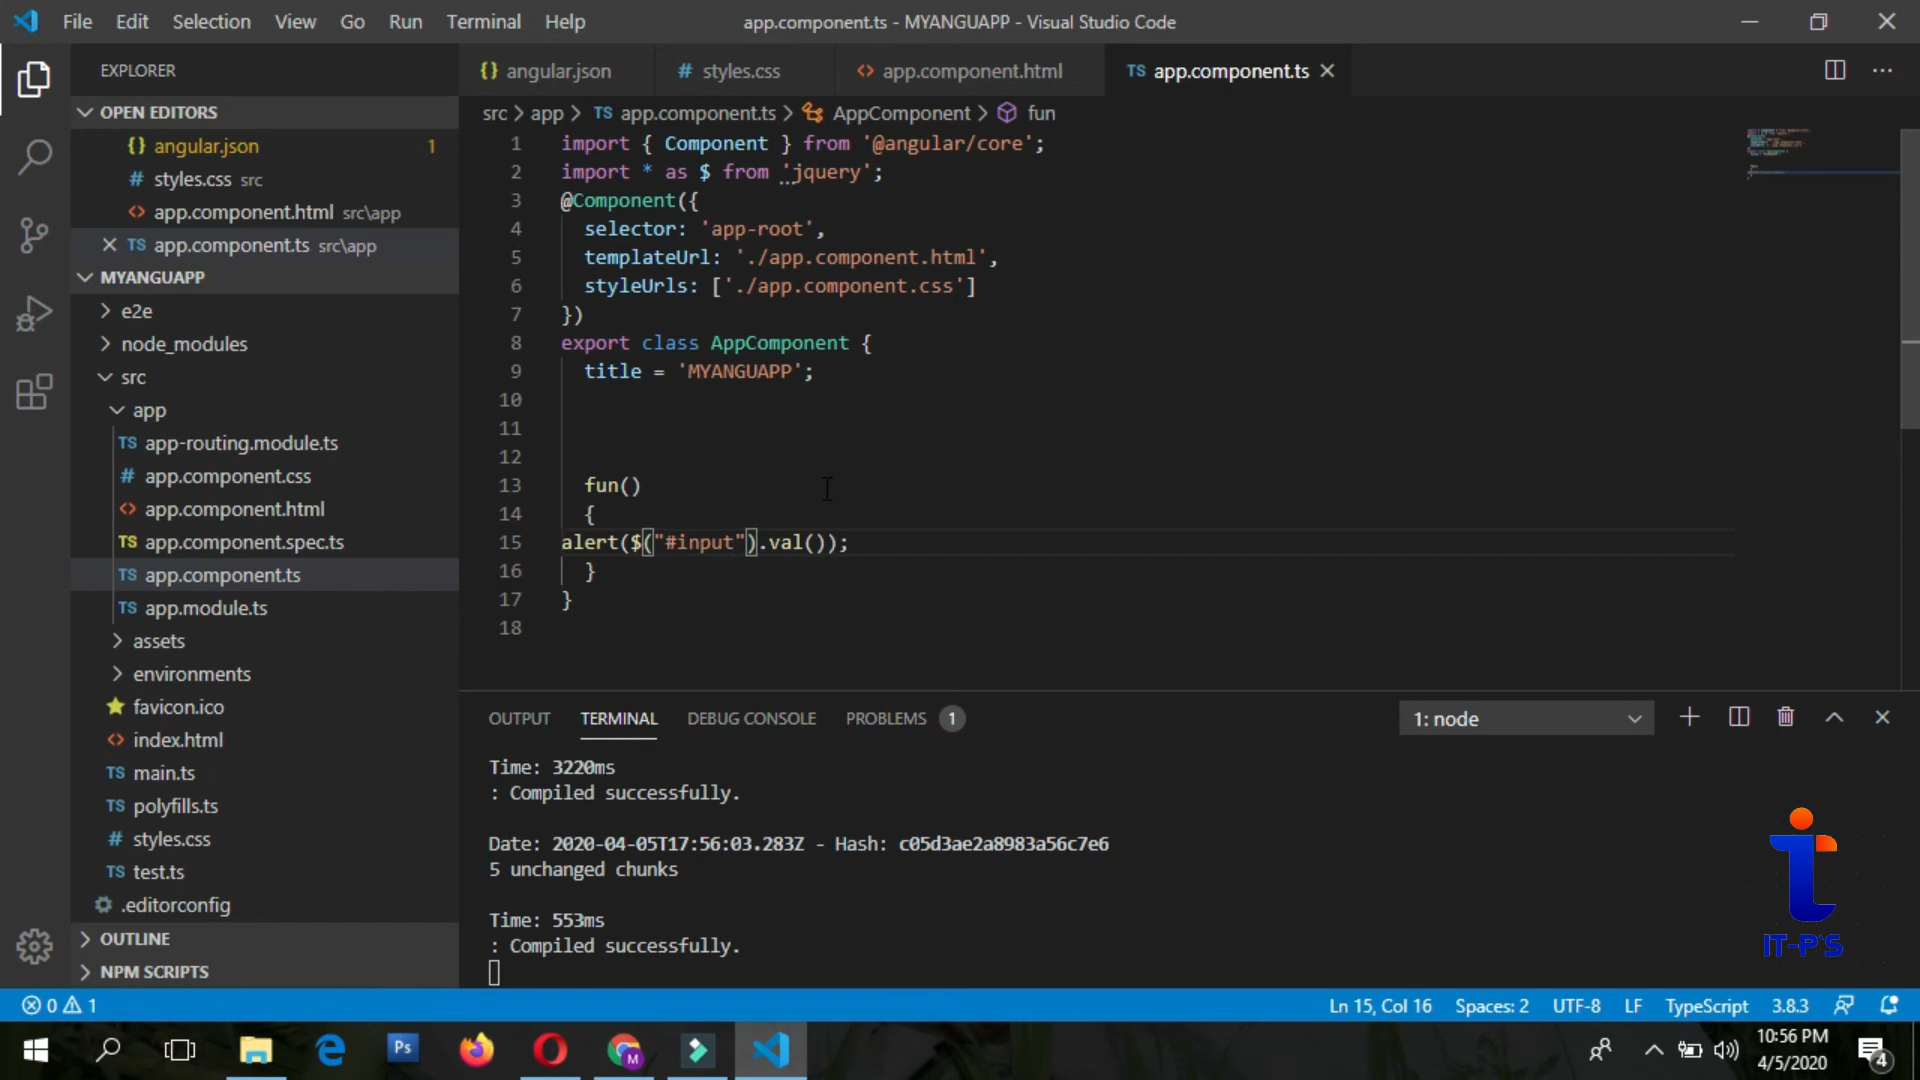 File Edit Selection View Go Run Terminal Help app.component.ts - MYANGUAPP - Visual Studio Code
EXPLORER
OPEN EDITORS
{} angular.json 1
# styles.css src
<> app.component.html src\app
TS app.component.ts src\app
MYANGUAPP
e2e
node_modules
src
app
TS app-routing.module.ts
# app.component.css
<> app.component.html
TS app.component.spec.ts
TS app.component.ts
TS app.module.ts
assets
environments
favicon.ico
<> index.html
TS main.ts
TS polyfills.ts
# styles.css
TS test.ts
.editorconfig
OUTLINE
NPM SCRIPTS
{} angular.json # styles.css <> app.component.html TS app.component.ts
src > app > TS app.component.ts > AppComponent > fun
1 import { Component } from '@angular/core';
2 import * as $ from 'jquery';
3 @Component({
4 selector: 'app-root',
5 templateUrl: './app.component.html',
6 styleUrls: ['./app.component.css']
7 })
8 export class AppComponent {
9 title = 'MYANGUAPP';
10
11
12
13 fun()
14 {
15 alert($("#input").val());
16 }
17 }
18
OUTPUT TERMINAL DEBUG CONSOLE PROBLEMS 1 1: node
Time: 3220ms
: Compiled successfully.
Date: 2020-04-05T17:56:03.283Z - Hash: c05d3ae2a8983a56c7e6
5 unchanged chunks
Time: 553ms
: Compiled successfully.
IT-P'S
0 1 Ln 15, Col 16 Spaces: 2 UTF-8 LF TypeScript 3.8.3
Ps M 10:56 PM
4/5/2020 4